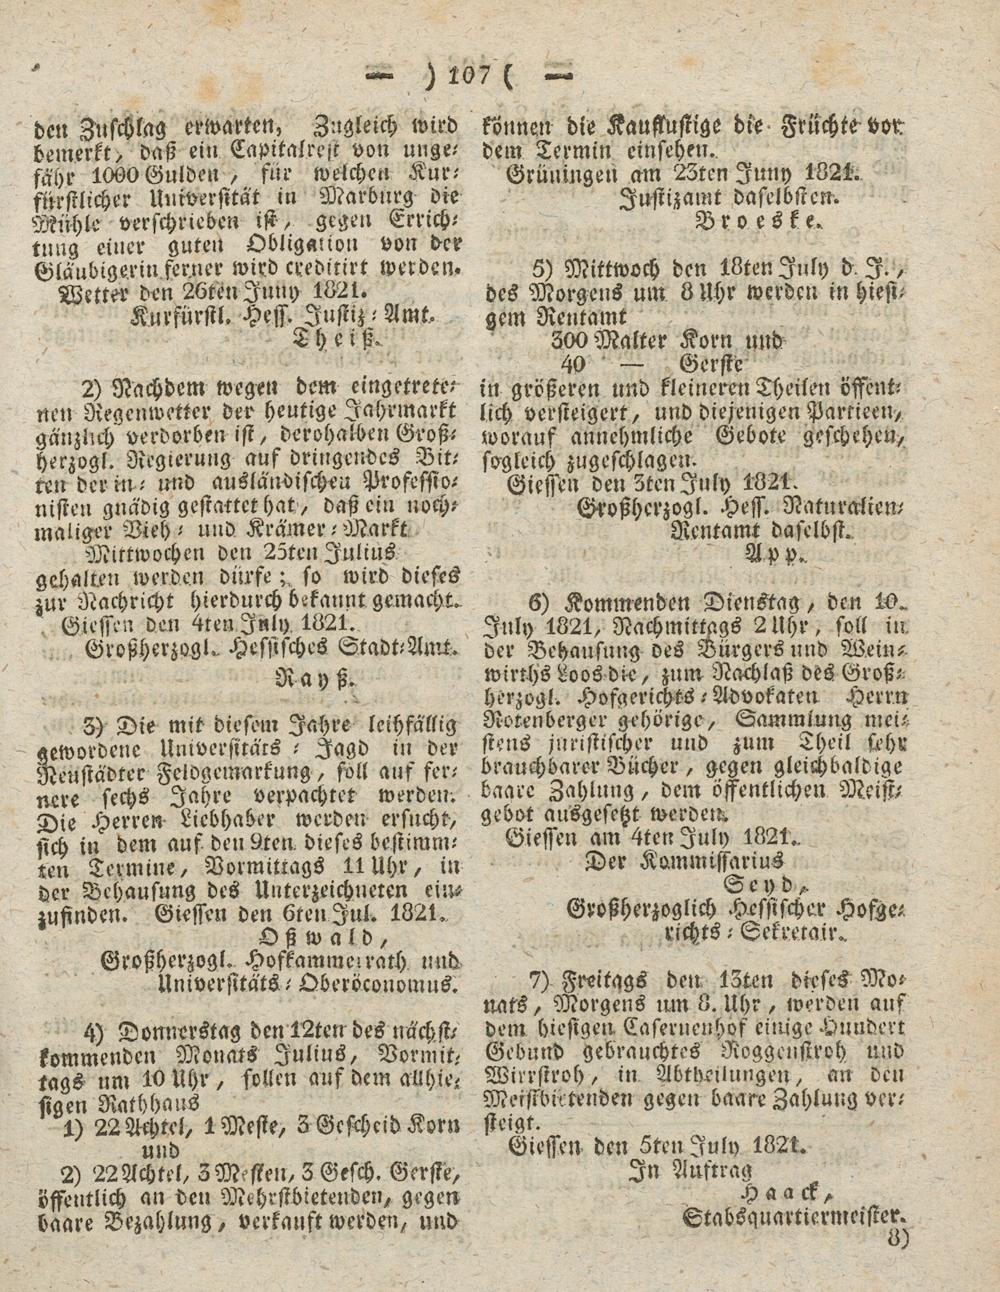 — ) 107 ( —
den Zuschlag erwarten, Zugleich wird
bemerkt, daß ein Capitalrest von unge-
fähr 1000 Gulden, für welchen Kur-
fürstlicher Universität in Marburg die
Mühle verschrieben ist, gegen Errich-
tung einer guten Obligation von der
Gläubigerin ferner wird creditirt werden.
Wetter den 26ten Juny 1821.
Kurfürstl. Hess. Justiz-Amt.
Theiß.
2) Nachdem wegen dem eingetrete-
nen Regenwetter der heutige Jahrmarkt
gänzlich verdorben ist, derohalben Groß-
herzogl. Regierung auf dringendes Bit-
ten der in- und ausländischen Professio-
nisten gnädig gestattet hat, daß ein noch-
maliger Vieh- und Krämer-Markt
Mittwochen den 25ten Julius
gehalten werden dürfe; so wird dieses
zur Nachricht hierdurch bekannt gemacht.
Giessen den 4ten July 1821.
Großherzogl. Hessisches Stadt-Amt.
Rayß.
3) Die mit diesem Jahre leihfällig
gewordene Universitäts-Jagd in der
Neustädter Feldgemarkung, soll auf fer-
nere sechs Jahre verpachtet werden.
Die Herren Liebhaber werden ersucht,
sich in dem auf den 9ten dieses bestimm-
ten Termine, Vormittags 11 Uhr, in
der Behausung des Unterzeichneten ein-
zufinden. Giessen den 6ten Jul. 1821.
Oßwald,
Großherzogl. Hofkammerrath und
Universitäts-Oberöconomus.
4) Donnerstag den 12ten des nächst-
kommenden Monats Julius, Vormit-
tags um 10 Uhr, sollen auf dem allhie-
sigen Rathhaus
1) 22 Achtel, 1 Meste, 3 Gescheid Korn
und
2) 22 Achtel, 3 Mesten, 3 Gesch. Gerste,
öffentlich an den Mehrstbietenden, gegen
baare Bezahlung, verkauft werden, und
können die Kauflustige die Früchte vor
dem Termin einsehen.
Grüningen am 23ten Juny 1821.
Justizamt daselbsten.
Broeske.
5) Mittwoch den 18ten July d. J.,
des Morgens um 8 Uhr werden in hiesi-
gem Rentamt
300 Malter Korn und
40 — Gerste
in größeren und kleineren Theilen öffent-
lich versteigert, und diejenigen Partieen,
worauf annehmliche Gebote geschehen,
sogleich zugeschlagen.
Giessen den 3ten July 1821.
Großherzogl. Hess. Naturalien-
Rentamt daselbst.
App.
6) Kommenden Dienstag, den 10.
July 1821, Nachmittags 2 Uhr, soll in
der Behausung des Bürgers und Wein-
wirths Loos die, zum Nachlaß des Groß-
herzogl. Hofgerichts-Advokaten Herrn
Rotenberger gehörige, Sammlung mei-
stens juristischer und zum Theil sehr
brauchbarer Bücher, gegen gleichbaldige
baare Zahlung, dem öffentlichen Meist-
gebot ausgesetzt werden.
Giessen am 4ten July 1821.
Der Kommissarius
Seyd,
Großherzoglich Hessischer Hofge-
richts-Sekretair.
7) Freitags den 13ten dieses Mo-
nats, Morgens um 8. Uhr, werden auf
dem hiesigen Casernenhof einige Hundert
Gebund gebrauchtes Roggenstroh und
Wirrstroh, in Abtheilungen, an den
Meistbietenden gegen baare Zahlung ver-
steigt.
Giessen den 5ten July 1821.
In Auftrag
Haack,
Stabsquartiermeister.
8)